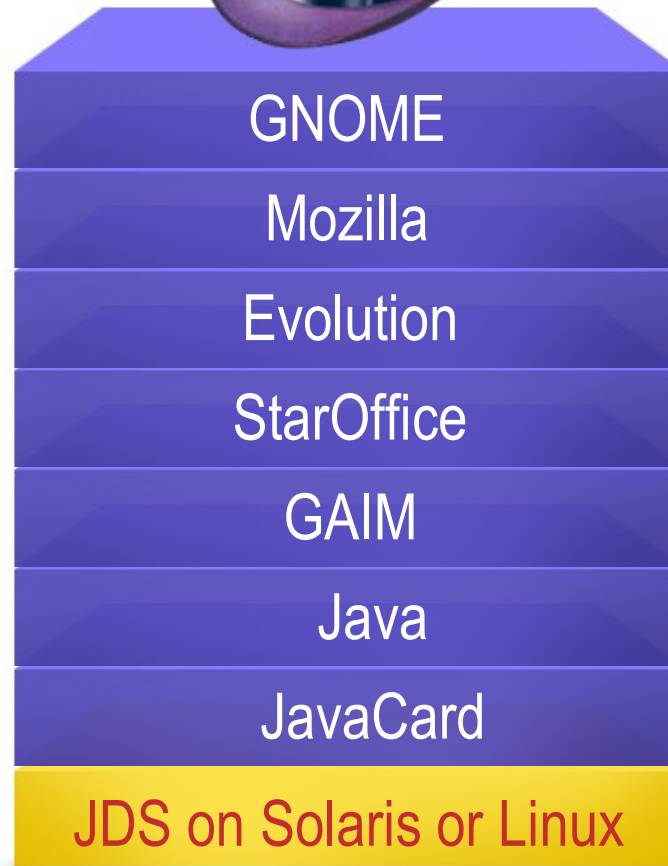 GNOME
Mozilla
Evolution
StarOffice
GAIM
Java
JavaCard
JDS on Solaris or Linux